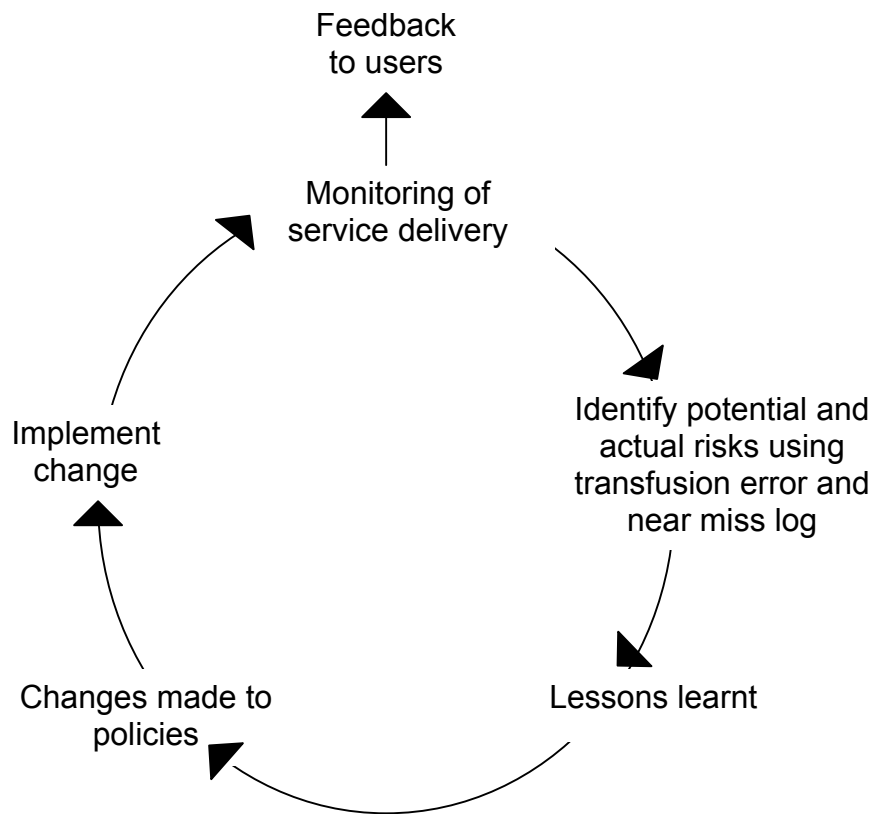 Feedback
to users
Monitoring of
service delivery
Identify potential and
actual risks using
transfusion error and
near miss log
Lessons learnt
Changes made to
policies
Implement
change